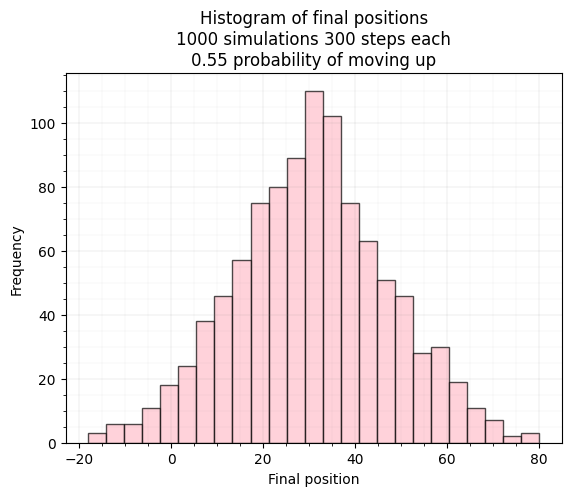 Histogram of final positions
1000 simulations 300 steps each
0.55 probability of moving up
Frequency
100
80
60
40
20
0
−20
0
20
40
60
80
Final position